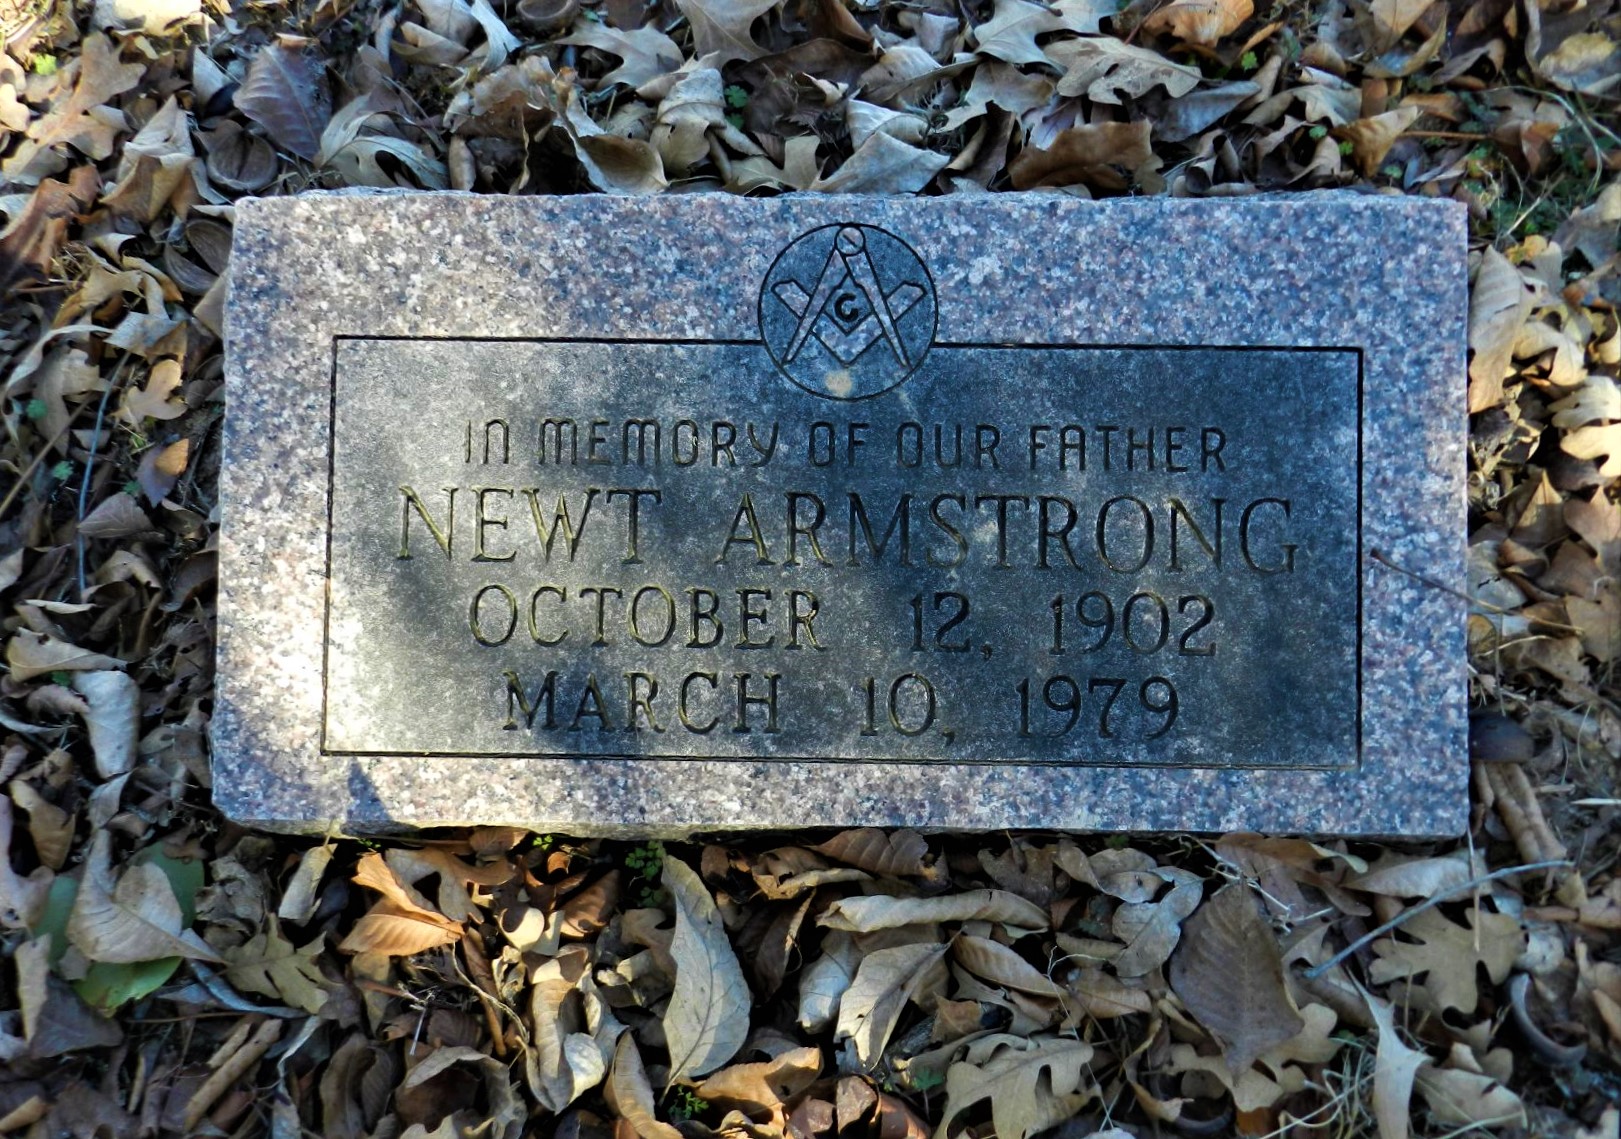 G
IN MEMORY OF OUR FATHER
NEWT ARMSTRONG
OCTOBER 12, 1902
MARCH 10, 1979